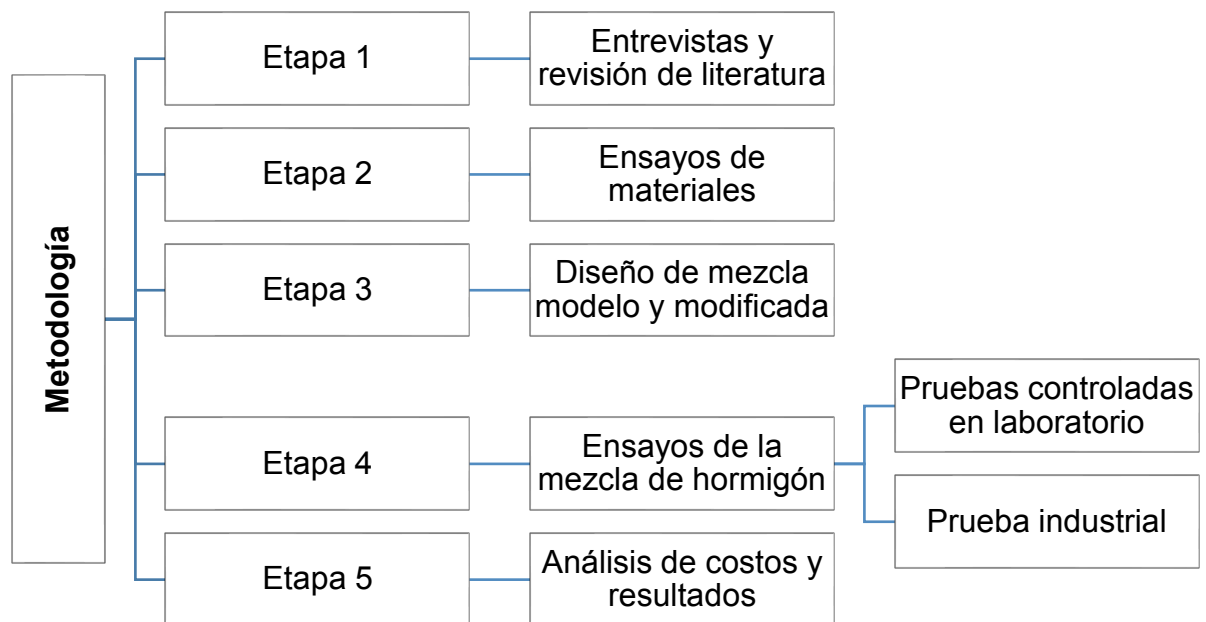 Metodología
Etapa 1
Entrevistas y
revisión de literatura
Etapa 2
Ensayos de
materiales
Etapa 3
Diseño de mezcla
modelo y modificada
Etapa 4
Ensayos de la
mezcla de hormigón
Pruebas controladas
en laboratorio
Prueba industrial
Etapa 5
Análisis de costos y
resultados